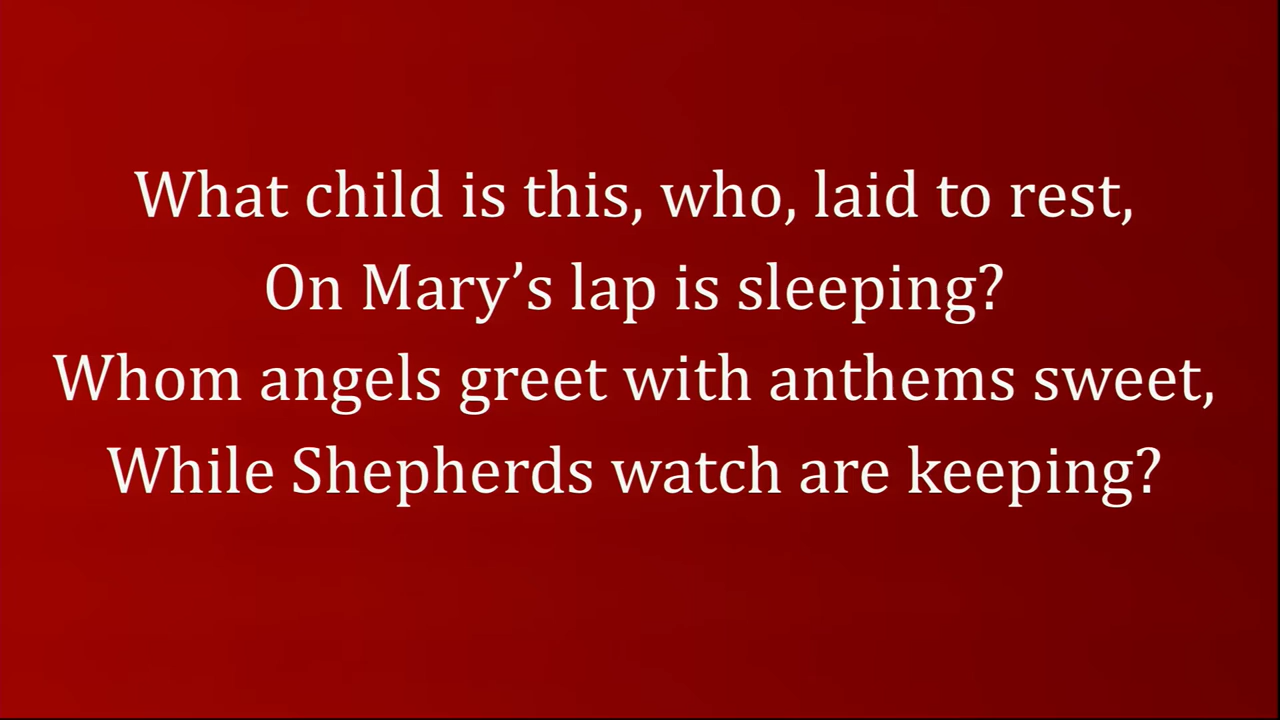 What child is this, who, laid to rest,
On Mary’s lap is sleeping?
Whom angels greet with anthems sweet,
While Shepherds watch are keeping?